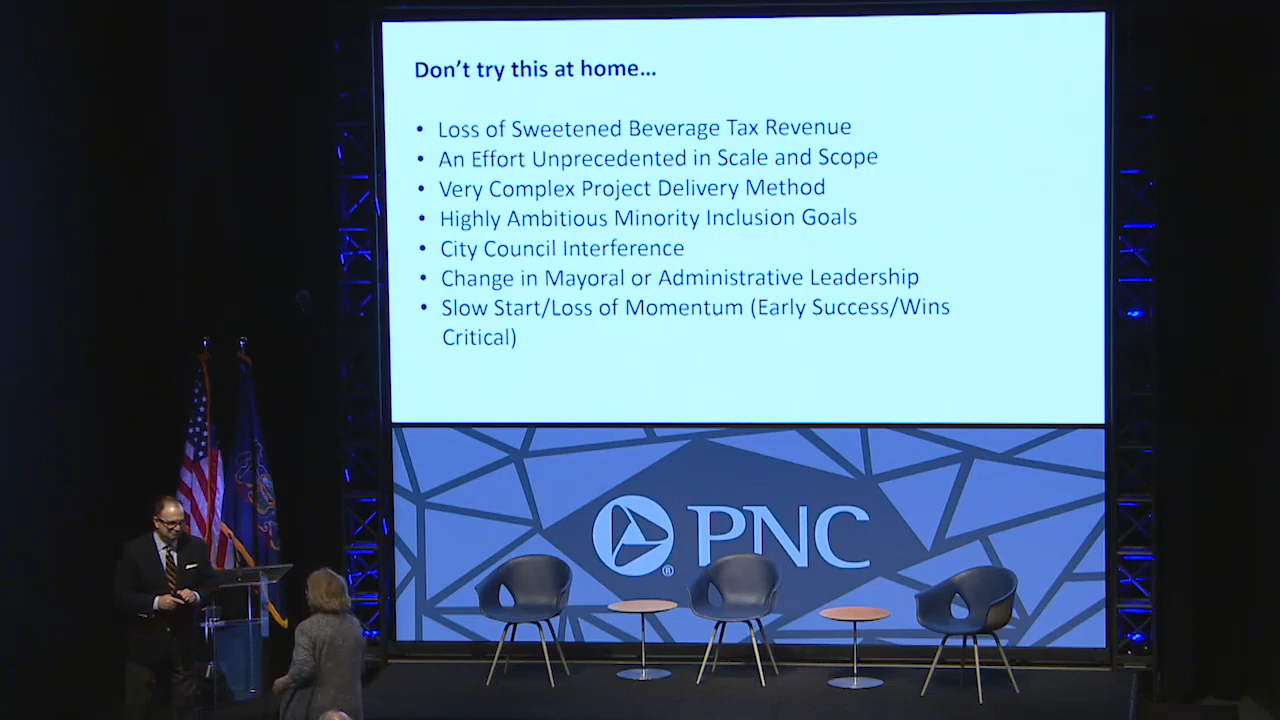 Don’t try this at home…
• Loss of Sweetened Beverage Tax Revenue
• An Effort Unprecedented in Scale and Scope
• Very Complex Project Delivery Method
• Highly Ambitious Minority Inclusion Goals
• City Council Interference
• Change in Mayoral or Administrative Leadership
• Slow Start/Loss of Momentum (Early Success/Wins
Critical)
PNC
®